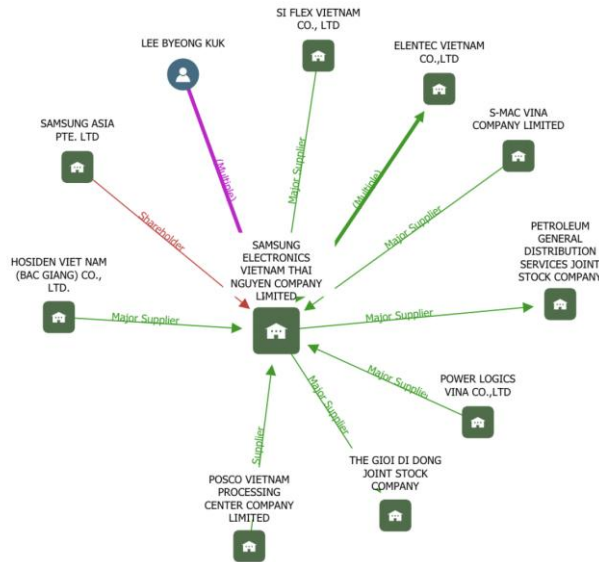 SI FLEX VIETNAM
CO., LTD
LEE BYEONG KUK
ELENTEC VIETNAM
CO.,LTD
SAMSUNG ASIA
PTE. LTD
S-MAC VINA
COMPANY LIMITED
(Multiple)
Major Supplier
(Multiple)
Shareholder
Major Supplier
SAMSUNG
ELECTRONICS
VIETNAM THAI
NGUYEN COMPANY
LIMITED
PETROLEUM
GENERAL
DISTRIBUTION
SERVICES JOINT
STOCK COMPANY
HOSIDEN VIET NAM
(BAC GIANG) CO.,
LTD.
Major Supplier
Major Supplier
Major Supplier
POWER LOGICS
VINA CO.,LTD
Major Supplier
Supplier
THE GIOI DI DONG
JOINT STOCK
COMPANY
POSCO VIETNAM
PROCESSING
CENTER COMPANY
LIMITED